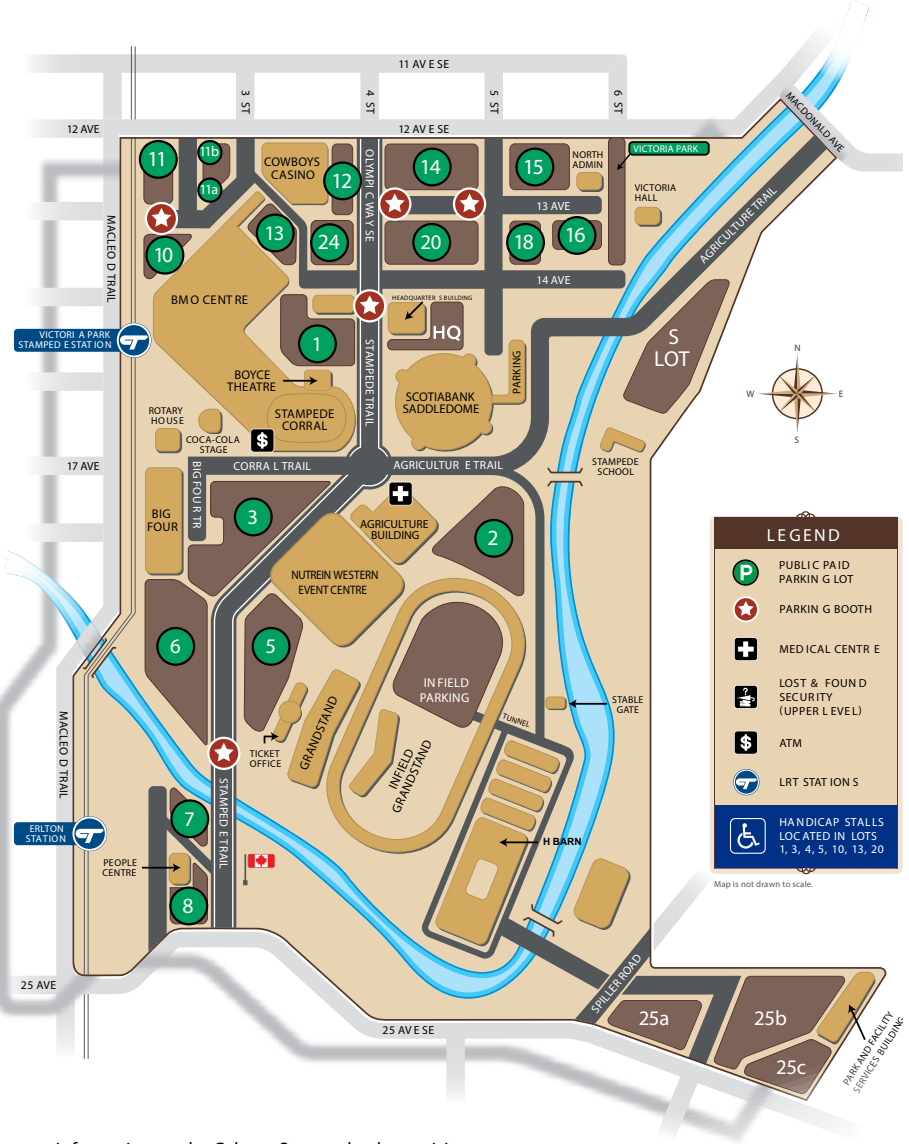 11 AVE SE
3 ST
4 ST
5 ST
6 ST
12 AVE
12 AVE SE
MACDONALD AVE
11
11b
11a
COWBOYS
CASINO
12
OLYMPIC WAY SE
14
15
NORTH
ADMIN
VICTORIA PARK
VICTORIA
HALL
13 AVE
10
13
24
20
18
16
AGRICULTURE TRAIL
MACLEOD TRAIL
14 AVE
BMO CENTRE
HEADQUARTERS BUILDING
HQ
1
S
LOT
VICTORIA PARK
STAMPEDE STATION
STAMPEDE TRAIL
PARKING
BOYCE
THEATRE
SCOTIABANK
SADDLEDOME
N
W
E
S
ROTARY
HOUSE
COCA-COLA
STAGE
STAMPEDE
CORRAL
$
STAMPEDE
SCHOOL
17 AVE
CORRAL TRAIL
AGRICULTURE TRAIL
BIG FOUR TR
BIG
FOUR
3
AGRICULTURE
BUILDING
2
NUTREIN WESTERN
EVENT CENTRE
6
5
INFIELD
PARKING
TUNNEL
STABLE
GATE
TICKET
OFFICE
GRANDSTAND
INFIELD
GRANDSTAND
MACLEOD TRAIL
STAMPEDE TRAIL
ERLTON
STATION
7
PEOPLE
CENTRE
8
H BARN
LEGEND
P
PUBLIC PAID
PARKING LOT
PARKING BOOTH
MEDICAL CENTRE
?
LOST & FOUND
SECURITY
(UPPER LEVEL)
$
ATM
LRT STATIONS
HANDICAP STALLS
LOCATED IN LOTS
1, 3, 4, 5, 10, 13, 20
Map is not drawn to scale.
25 AVE
25 AVE SE
SPILLER ROAD
25a
25b
25c
PARK AND FACILITY
SERVICES BUILDING